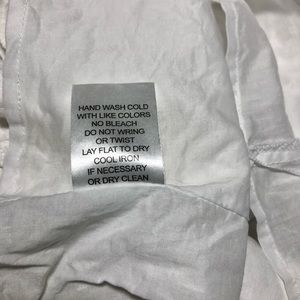 HAND WASH COLD
WITH LIKE COLORS
NO BLEACH
DO NOT WRING
OR TWIST
LAY FLAT TO DRY
COOL IRON
IF NECESSARY
OR DRY CLEAN